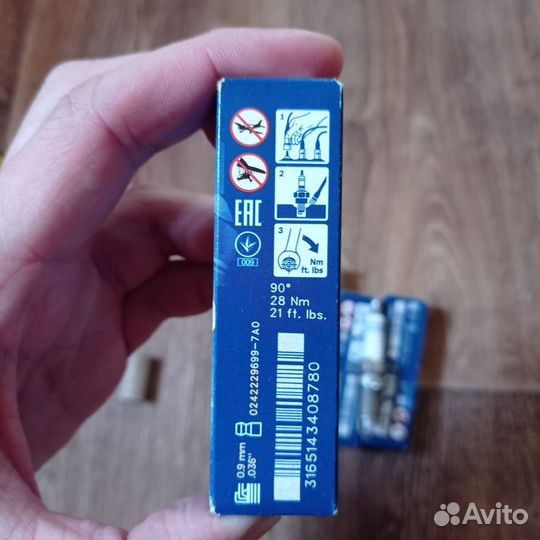 1
2
3
Nm
ft. lbs
EAC
009
90°
28 Nm
21 ft. lbs.
0242229699-7A0
0.9 mm
.036"
3165143408780
Avito